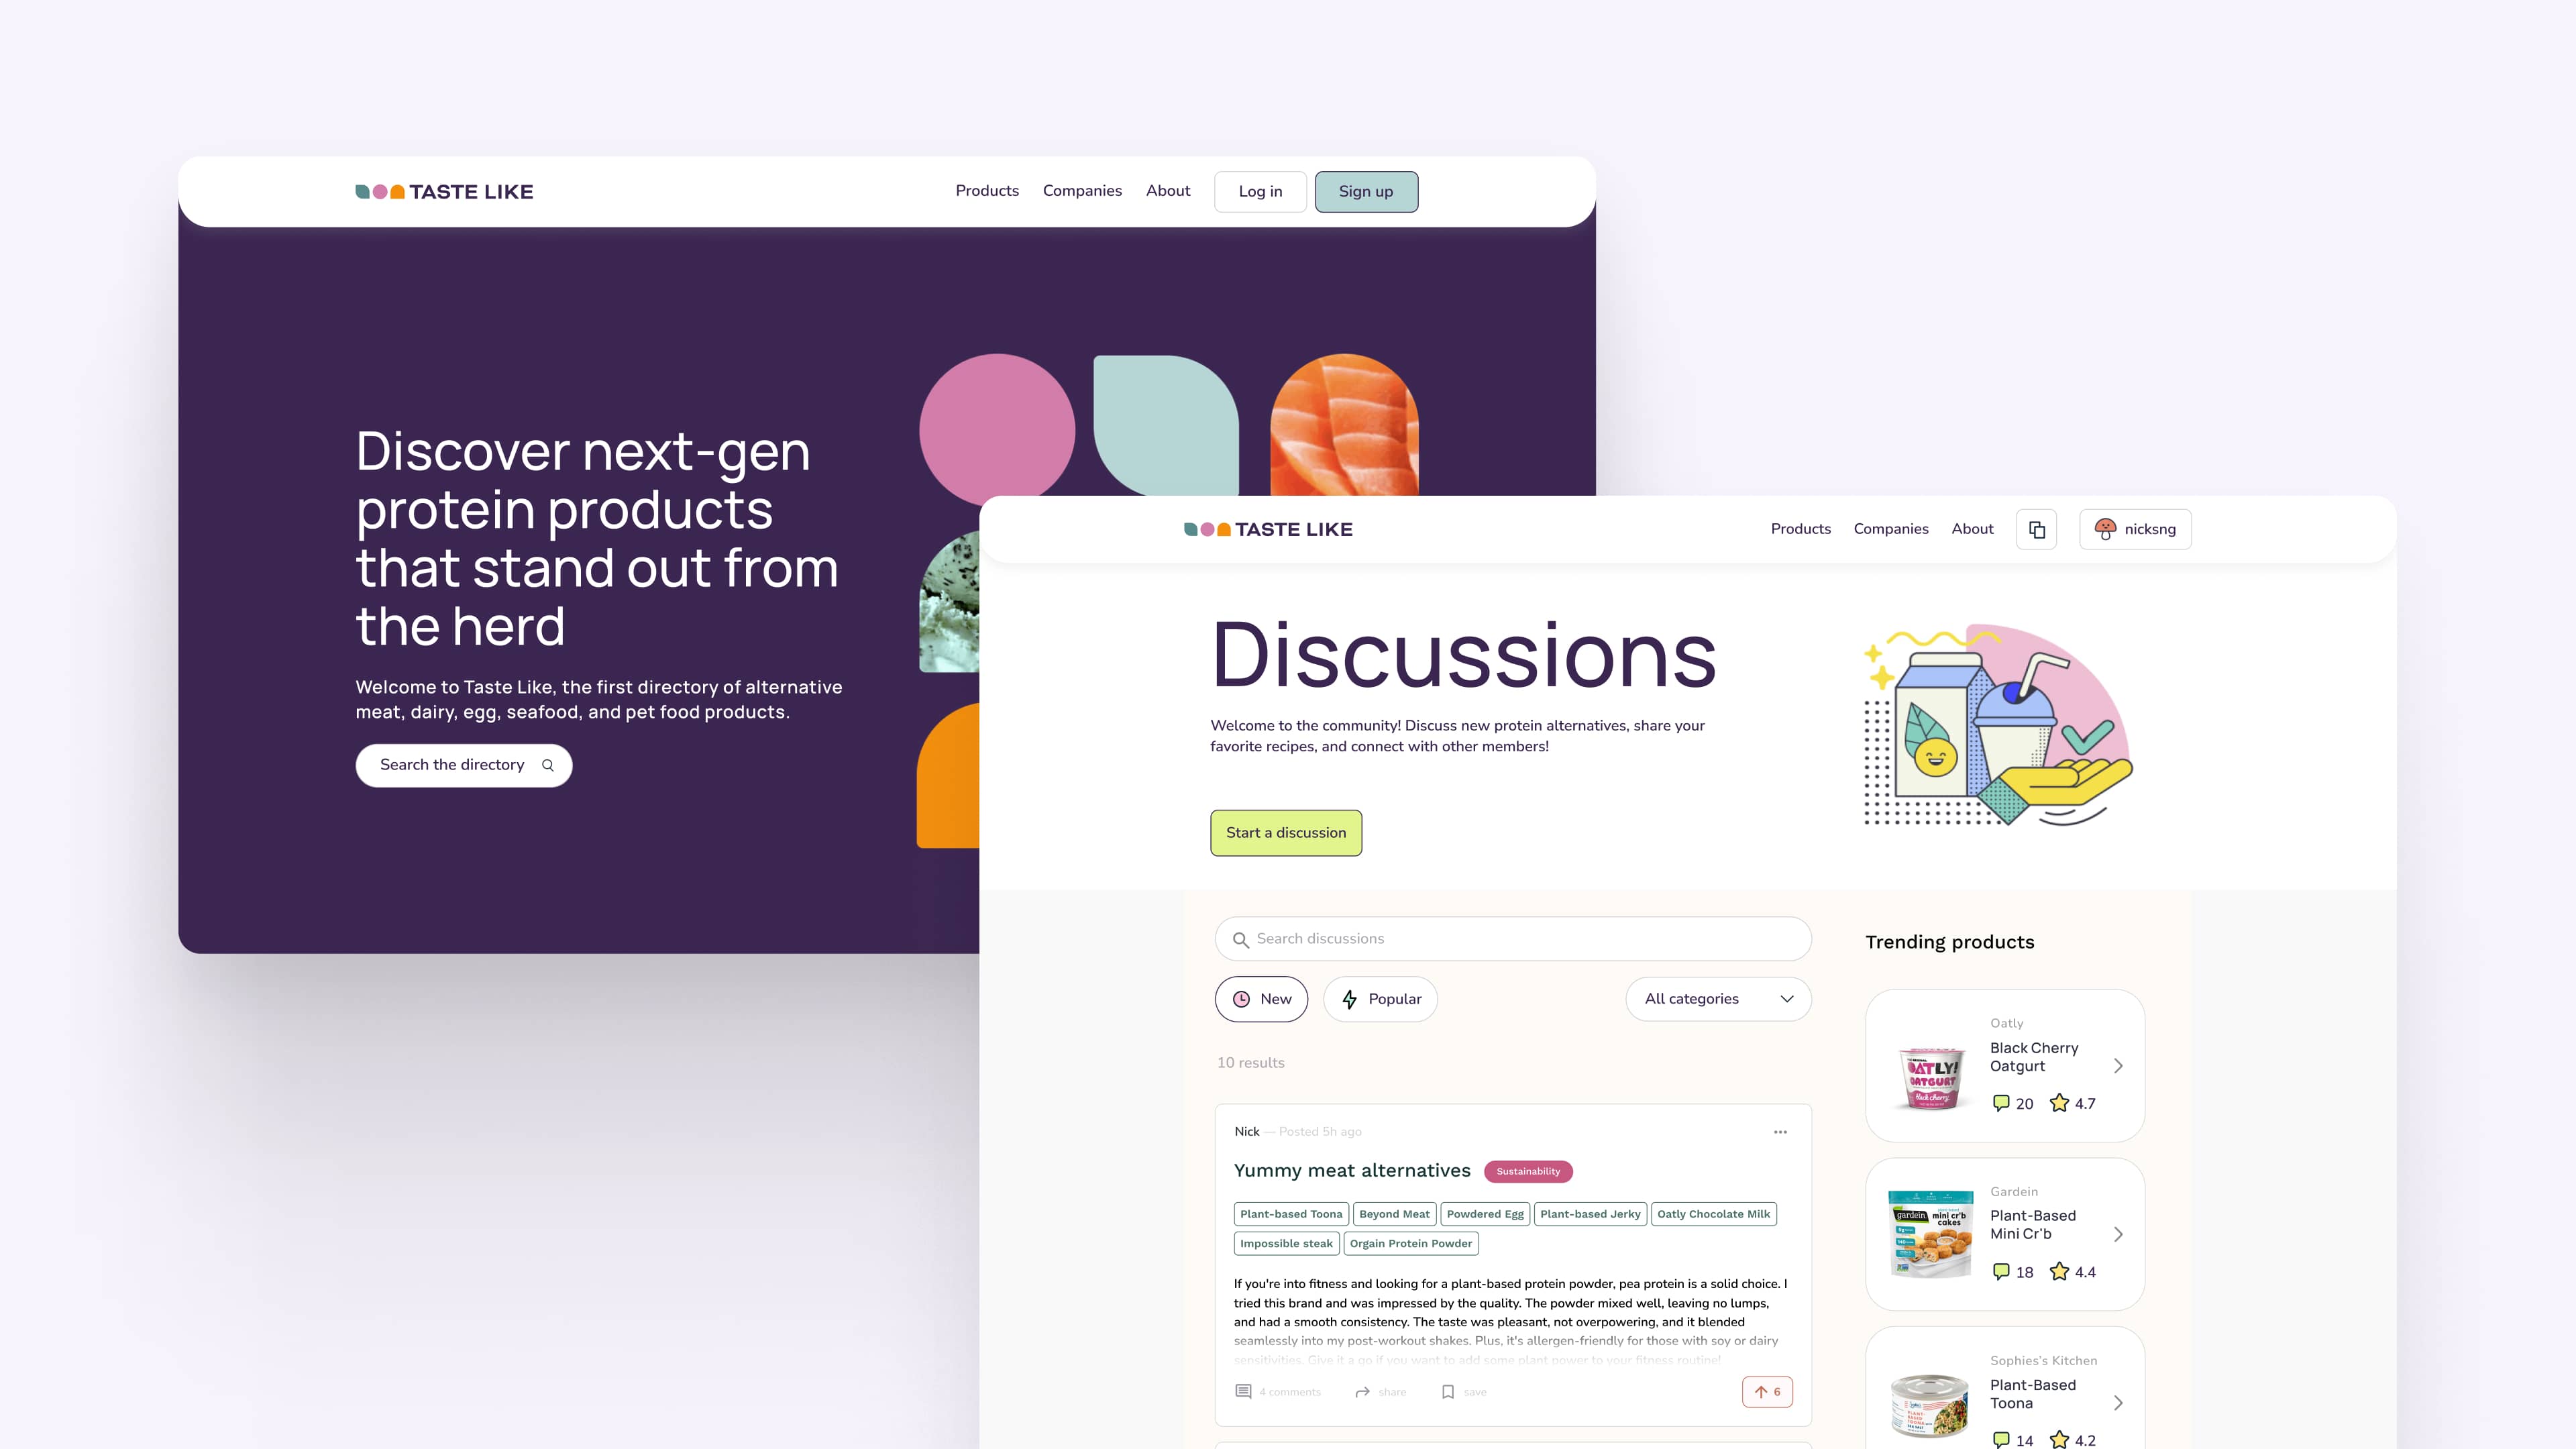 TASTE LIKE
Products
Companies
About
Log in
Sign up
Discover next-gen
protein products
that stand out from
the herd
Welcome to Taste Like, the first directory of alternative
meat, dairy, egg, seafood, and pet food products.
Search the directory
TASTE LIKE
Products
Companies
About
nicksng
Discussions
Welcome to the community! Discuss new protein alternatives, share your
favorite recipes, and connect with other members!
Start a discussion
Search discussions
New
Popular
All categories
10 results
Nick — Posted 5h ago
Yummy meat alternatives
Sustainability
Plant-based Toona
Beyond Meat
Powdered Egg
Plant-based Jerky
Oatly Chocolate Milk
Impossible steak
Orgain Protein Powder
If you're into fitness and looking for a plant-based protein powder, pea protein is a solid choice. I
tried this brand and was impressed by the quality. The powder mixed well, leaving no lumps,
and had a smooth consistency. The taste was pleasant, not overpowering, and it blended
seamlessly into my post-workout shakes. Plus, it's allergen-friendly for those with soy or dairy
sensitivities. Give it a go if you want to add some plant power to your fitness routine!
4 comments
share
save
6
Trending products
OATLY!
OATGURT
black cherry
Oatly
Black Cherry
Oatgurt
20
4.7
gardein
mini cr'b
cakes
Gardein
Plant-Based
Mini Cr'b
18
4.4
Sophies's Kitchen
Plant-Based
Toona
14
4.2